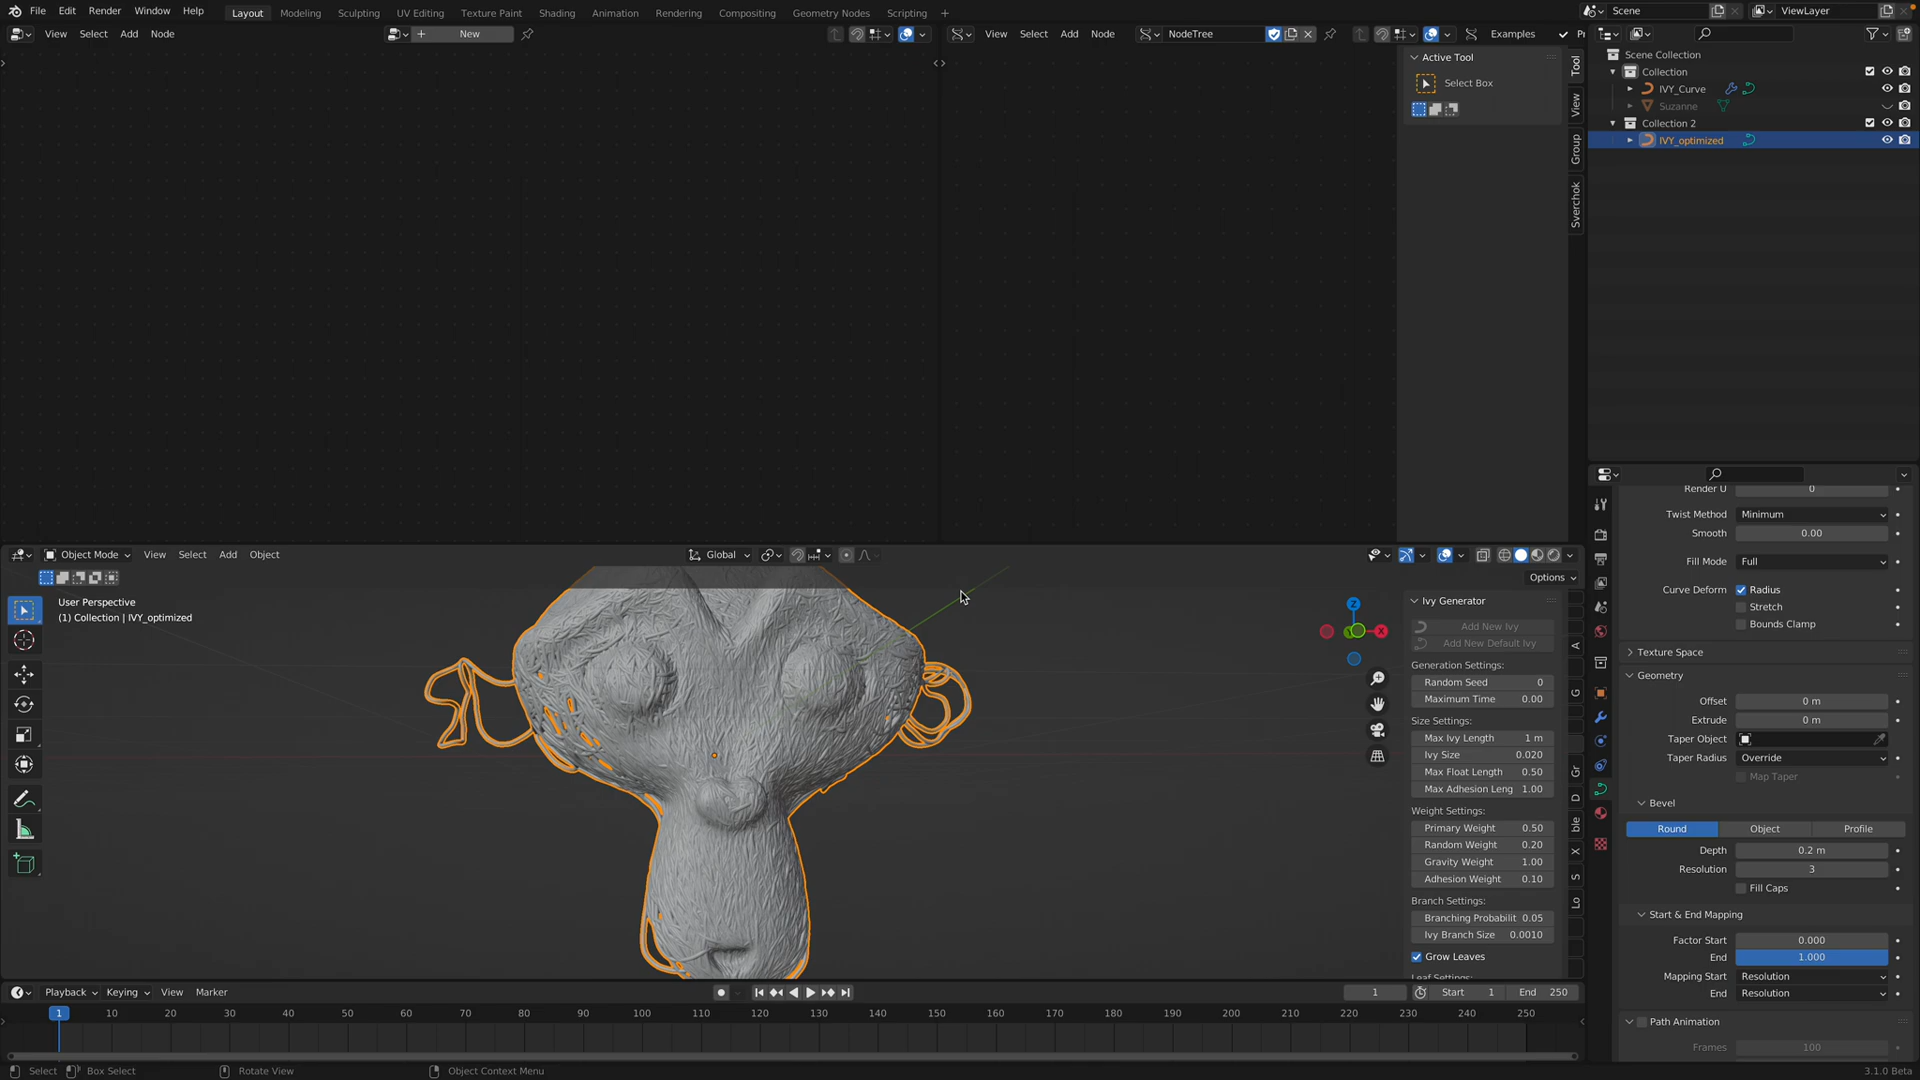 File Edit Render Window Help Layout Modeling Sculpting UV Editing Texture Paint Shading Animation Rendering Compositing Geometry Nodes Scripting + Scene ViewLayer
View Select Add Node New View Select Add Node NodeTree Examples
Active Tool
Select Box
Tool
View
Group
Sverchok
Scene Collection
Collection
IVY_Curve
Suzanne
Collection 2
IVY_optimized
Object Mode View Select Add Object Global
Options
User Perspective
(1) Collection | IVY_optimized
Z
X
Ivy Generator
Add New Ivy
Add New Default Ivy
Generation Settings:
Random Seed 0
Maximum Time 0.00
Size Settings:
Max Ivy Length 1 m
Ivy Size 0.020
Max Float Length 0.50
Max Adhesion Leng 1.00
Weight Settings:
Primary Weight 0.50
Random Weight 0.20
Gravity Weight 1.00
Adhesion Weight 0.10
Branch Settings:
Branching Probabilit 0.05
Ivy Branch Size 0.0010
Grow Leaves
A
G
Gr
D
ble
X
S
Lo
Render U 0
Twist Method Minimum
Smooth 0.00
Fill Mode Full
Curve Deform Radius
Stretch
Bounds Clamp
Texture Space
Geometry
Offset 0 m
Extrude 0 m
Taper Object
Taper Radius Override
Map Taper
Bevel
Round Object Profile
Depth 0.2 m
Resolution 3
Fill Caps
Start & End Mapping
Factor Start 0.000
End 1.000
Mapping Start Resolution
End Resolution
Path Animation
Frames 100
Playback Keying View Marker 1 Start 1 End 250
1 10 20 30 40 50 60 70 80 90 100 110 120 130 140 150 160 170 180 190 200 210 220 230 240 250
Select Box Select Rotate View Object Context Menu 3.1.0 Beta